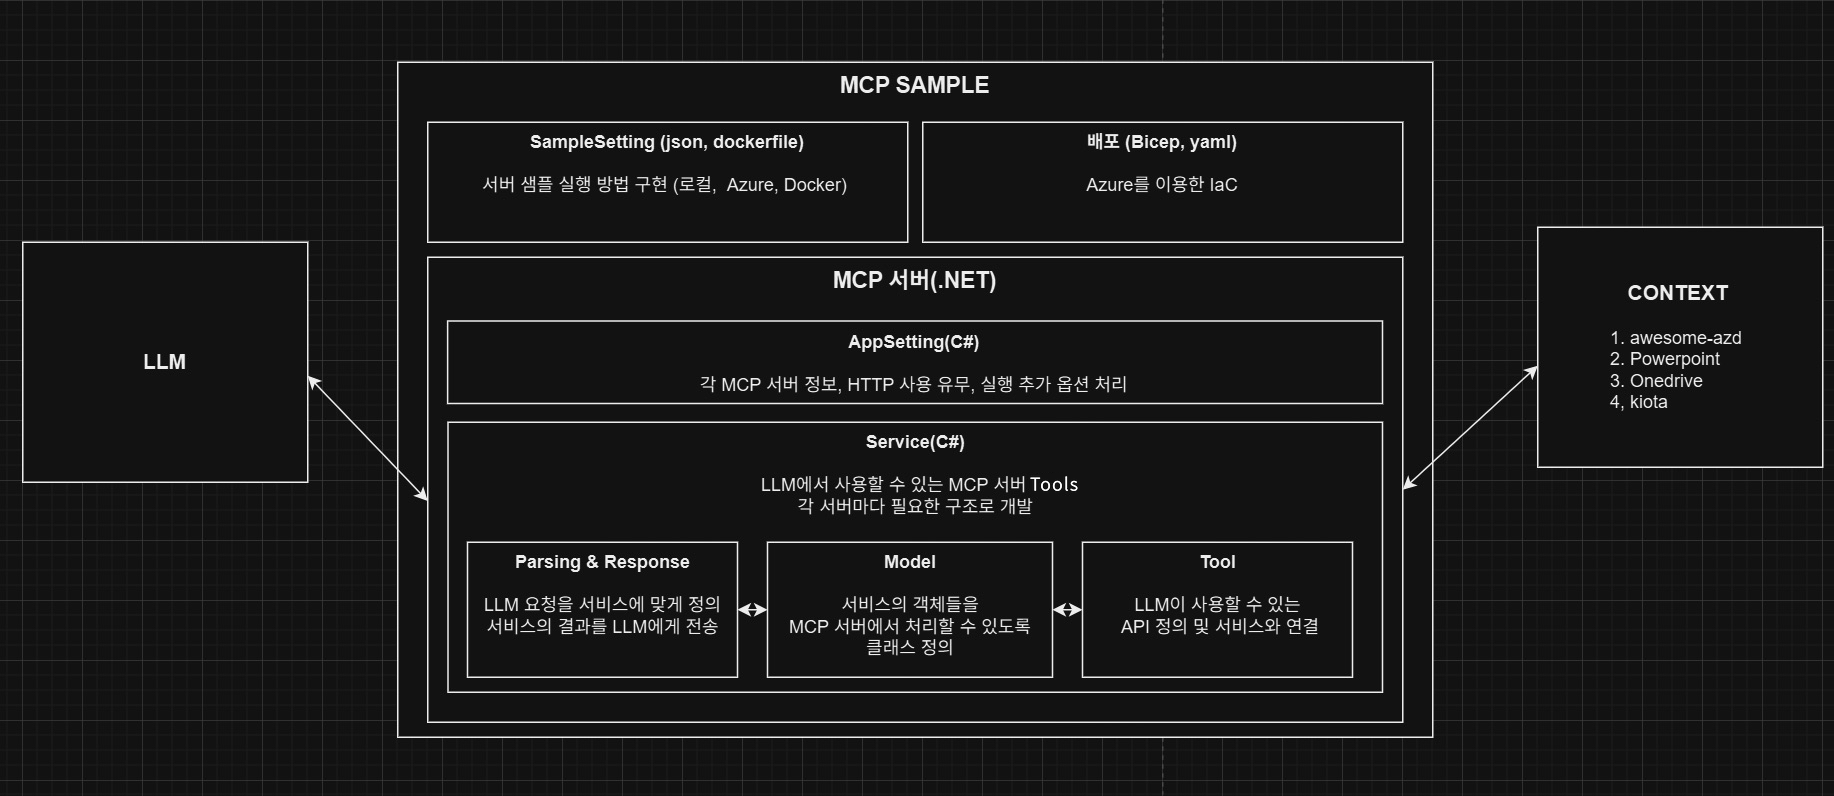 MCP SAMPLE
SampleSetting (json, dockerfile)
서버 샘플 실행 방법 구현 (로컬, Azure, Docker)
배포 (Bicep, yaml)
Azure를 이용한 IaC
LLM
MCP 서버(.NET)
AppSetting(C#)
각 MCP 서버 정보, HTTP 사용 유무, 실행 추가 옵션 처리
Service(C#)
LLM에서 사용할 수 있는 MCP 서버 Tools
각 서버마다 필요한 구조로 개발
Parsing & Response
LLM 요청을 서비스에 맞게 정의
서비스의 결과를 LLM에게 전송
Model
서비스의 객체들을
MCP 서버에서 처리할 수 있도록
클래스 정의
Tool
LLM이 사용할 수 있는
API 정의 및 서비스와 연결
CONTEXT
1. awesome-azd
2. Powerpoint
3. Onedrive
4, kiota